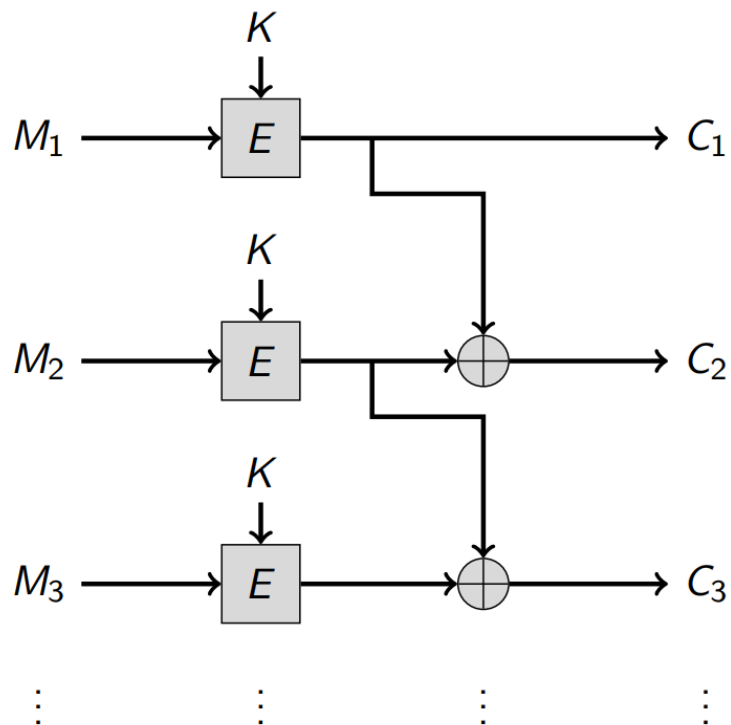 K
M₁ E C₁
K
M₂ E C₂
K
M₃ E C₃
⋮ ⋮ ⋮ ⋮